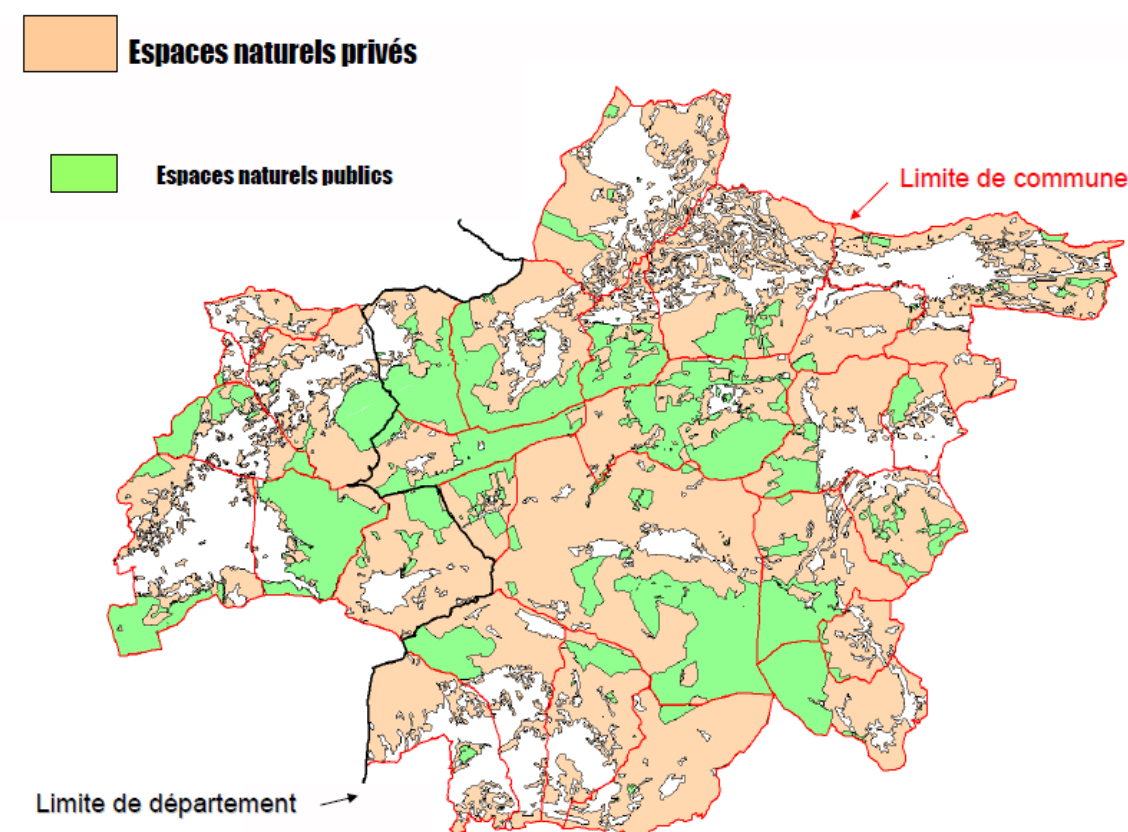 Espaces naturels privés
Espaces naturels publics
Limite de commune
Limite de département